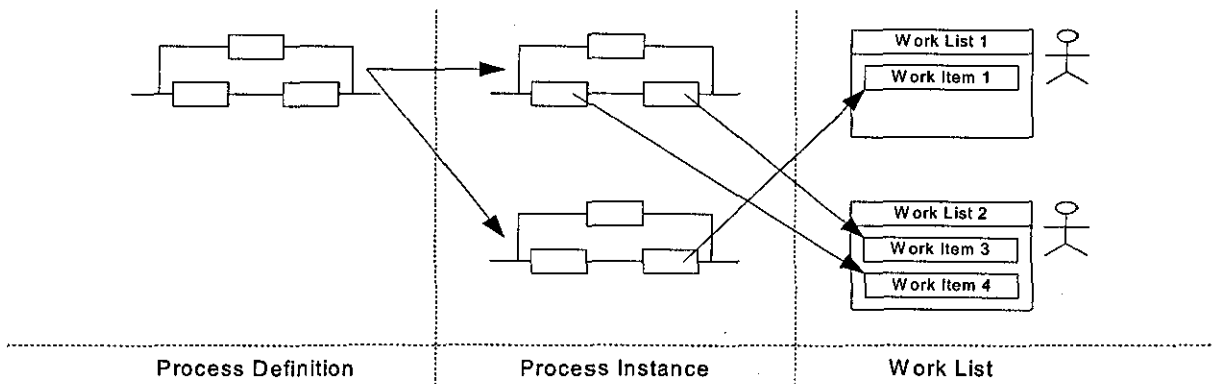 Work List 1
Work Item 1
Work List 2
Work Item 3
Work Item 4
Process Definition
Process Instance
Work List